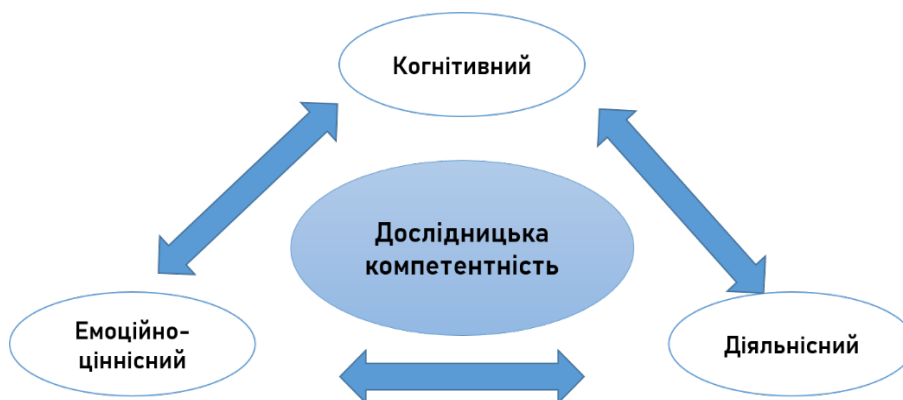 Когнітивний
Дослідницька
компетентність
Емоційно-
ціннісний
Діяльнісний